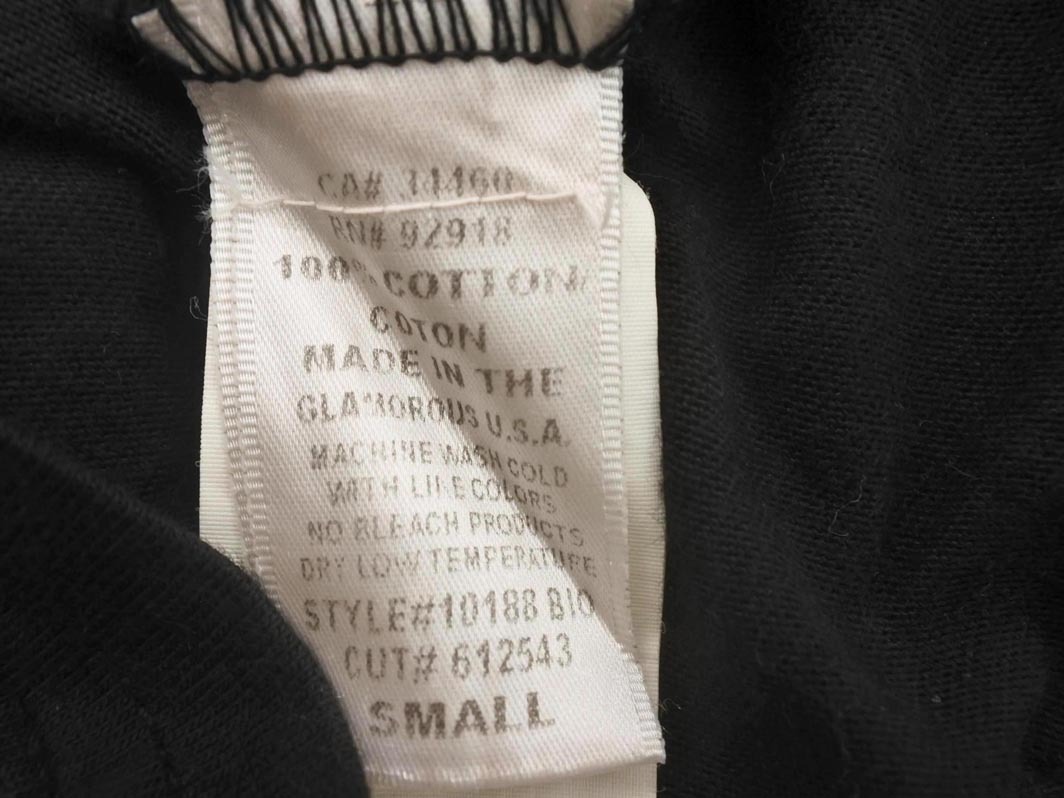 CA#
RN# 92918
100% COTTON/
COTON
MADE IN THE
GLAMOROUS U.S.A.
MACHINE WASH COLD
WITH LIKE COLORS
NO BLEACH PRODUCTS
DRY LOW TEMPERATURE
STYLE#10188 BIO
CUT# 612543
SMALL